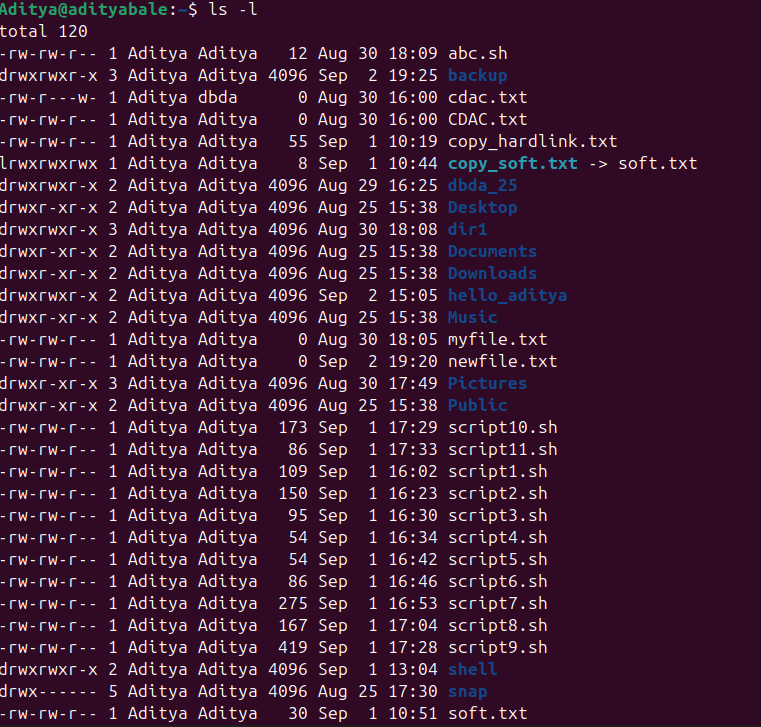 Aditya@adityabale:~$ ls -l
total 120
-rw-rw-r-- 1 Aditya Aditya   12 Aug 30 18:09 abc.sh
drwxrwxr-x 3 Aditya Aditya 4096 Sep  2 19:25 backup
-rw-r---w- 1 Aditya dbda      0 Aug 30 16:00 cdac.txt
-rw-rw-r-- 1 Aditya Aditya    0 Aug 30 16:00 CDAC.txt
-rw-rw-r-- 1 Aditya Aditya   55 Sep  1 10:19 copy_hardlink.txt
lrwxrwxrwx 1 Aditya Aditya    8 Sep  1 10:44 copy_soft.txt -> soft.txt
drwxrwxr-x 2 Aditya Aditya 4096 Aug 29 16:25 dbda_25
drwxr-xr-x 2 Aditya Aditya 4096 Aug 25 15:38 Desktop
drwxrwxr-x 3 Aditya Aditya 4096 Aug 30 18:08 dir1
drwxr-xr-x 2 Aditya Aditya 4096 Aug 25 15:38 Documents
drwxr-xr-x 2 Aditya Aditya 4096 Aug 25 15:38 Downloads
drwxrwxr-x 2 Aditya Aditya 4096 Sep  2 15:05 hello_aditya
drwxr-xr-x 2 Aditya Aditya 4096 Aug 25 15:38 Music
-rw-rw-r-- 1 Aditya Aditya    0 Aug 30 18:05 myfile.txt
-rw-rw-r-- 1 Aditya Aditya    0 Sep  2 19:20 newfile.txt
drwxr-xr-x 3 Aditya Aditya 4096 Aug 30 17:49 Pictures
drwxr-xr-x 2 Aditya Aditya 4096 Aug 25 15:38 Public
-rw-rw-r-- 1 Aditya Aditya  173 Sep  1 17:29 script10.sh
-rw-rw-r-- 1 Aditya Aditya   86 Sep  1 17:33 script11.sh
-rw-rw-r-- 1 Aditya Aditya  109 Sep  1 16:02 script1.sh
-rw-rw-r-- 1 Aditya Aditya  150 Sep  1 16:23 script2.sh
-rw-rw-r-- 1 Aditya Aditya   95 Sep  1 16:30 script3.sh
-rw-rw-r-- 1 Aditya Aditya   54 Sep  1 16:34 script4.sh
-rw-rw-r-- 1 Aditya Aditya   54 Sep  1 16:42 script5.sh
-rw-rw-r-- 1 Aditya Aditya   86 Sep  1 16:46 script6.sh
-rw-rw-r-- 1 Aditya Aditya  275 Sep  1 16:53 script7.sh
-rw-rw-r-- 1 Aditya Aditya  167 Sep  1 17:04 script8.sh
-rw-rw-r-- 1 Aditya Aditya  419 Sep  1 17:28 script9.sh
drwxrwxr-x 2 Aditya Aditya 4096 Sep  1 13:04 shell
drwx------ 5 Aditya Aditya 4096 Aug 25 17:30 snap
-rw-rw-r-- 1 Aditya Aditya   30 Sep  1 10:51 soft.txt